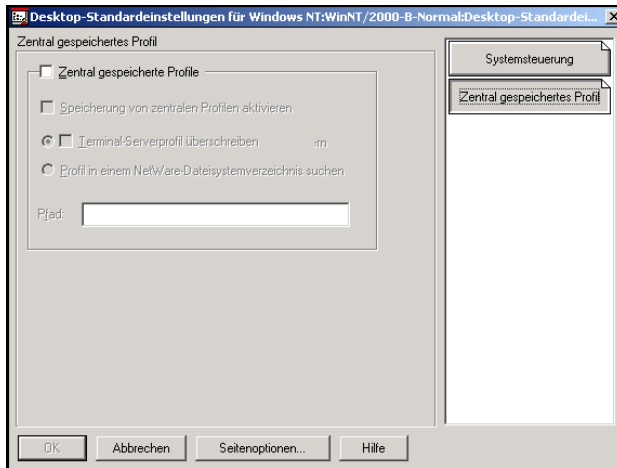 Desktop-Standardeinstellungen für Windows NT:WinNT/2000-B-Normal:Desktop-Standardei...
Zentral gespeichertes Profil
Zentral gespeicherte Profile
Speicherung von zentralen Profilen aktivieren
Terminal-Serverprofil überschreiben
Profil in einem NetWare-Dateisystemverzeichnis suchen
Pfad:
Systemsteuerung
Zentral gespeichertes Profil
OK
Abbrechen
Seitenoptionen...
Hilfe